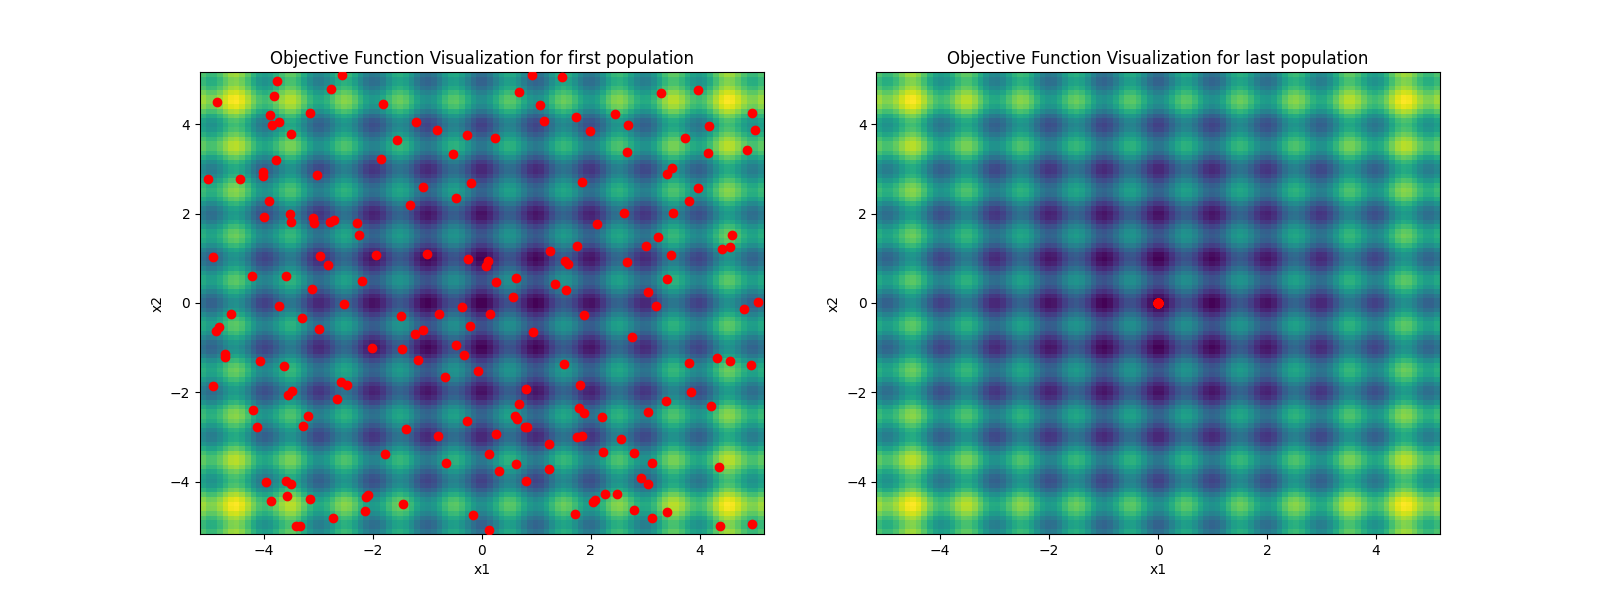 Objective Function Visualization for first population
4
2
0
−2
−4
x2
−4 −2 0 2 4
x1
Objective Function Visualization for last population
4
2
0
−2
−4
x2
−4 −2 0 2 4
x1